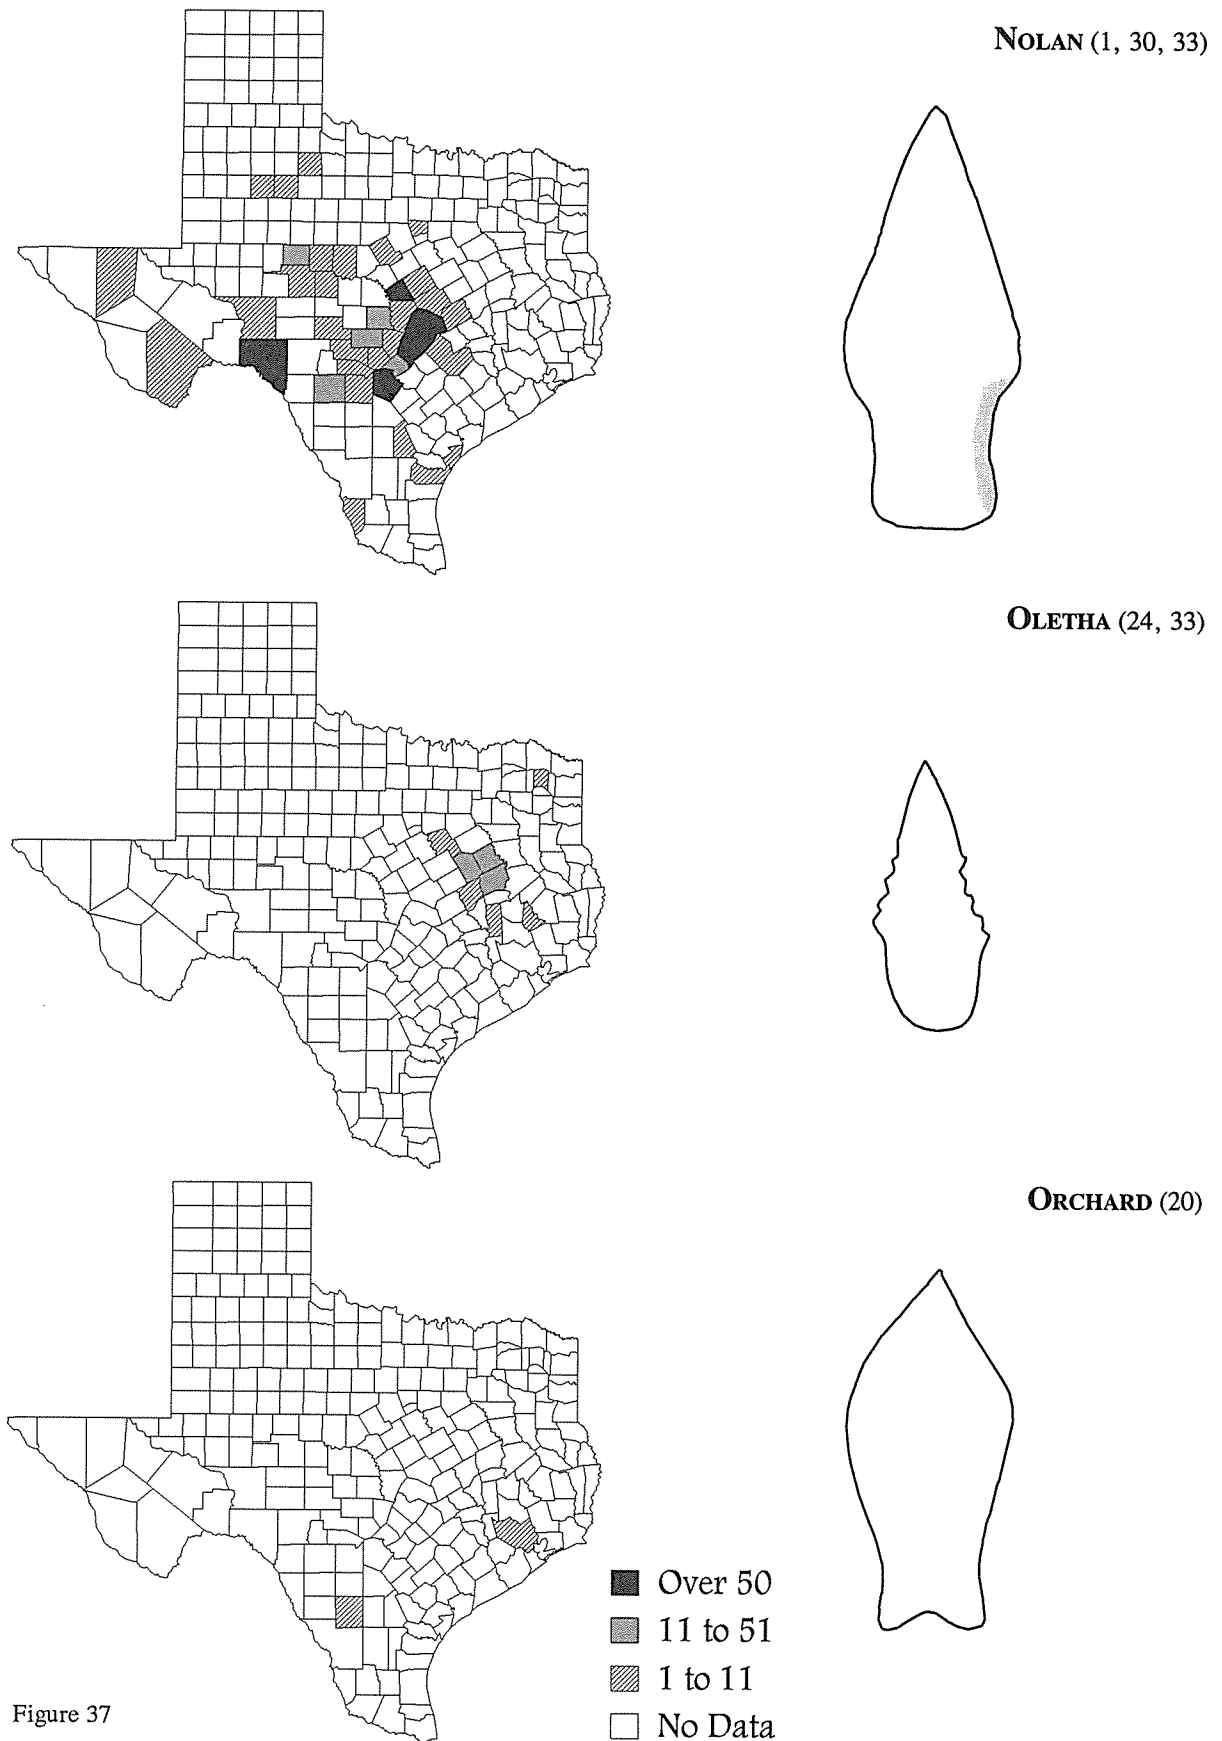 NOLAN (1, 30, 33)
OLETHA (24, 33)
ORCHARD (20)
Over 50
11 to 51
1 to 11
No Data
Figure 37